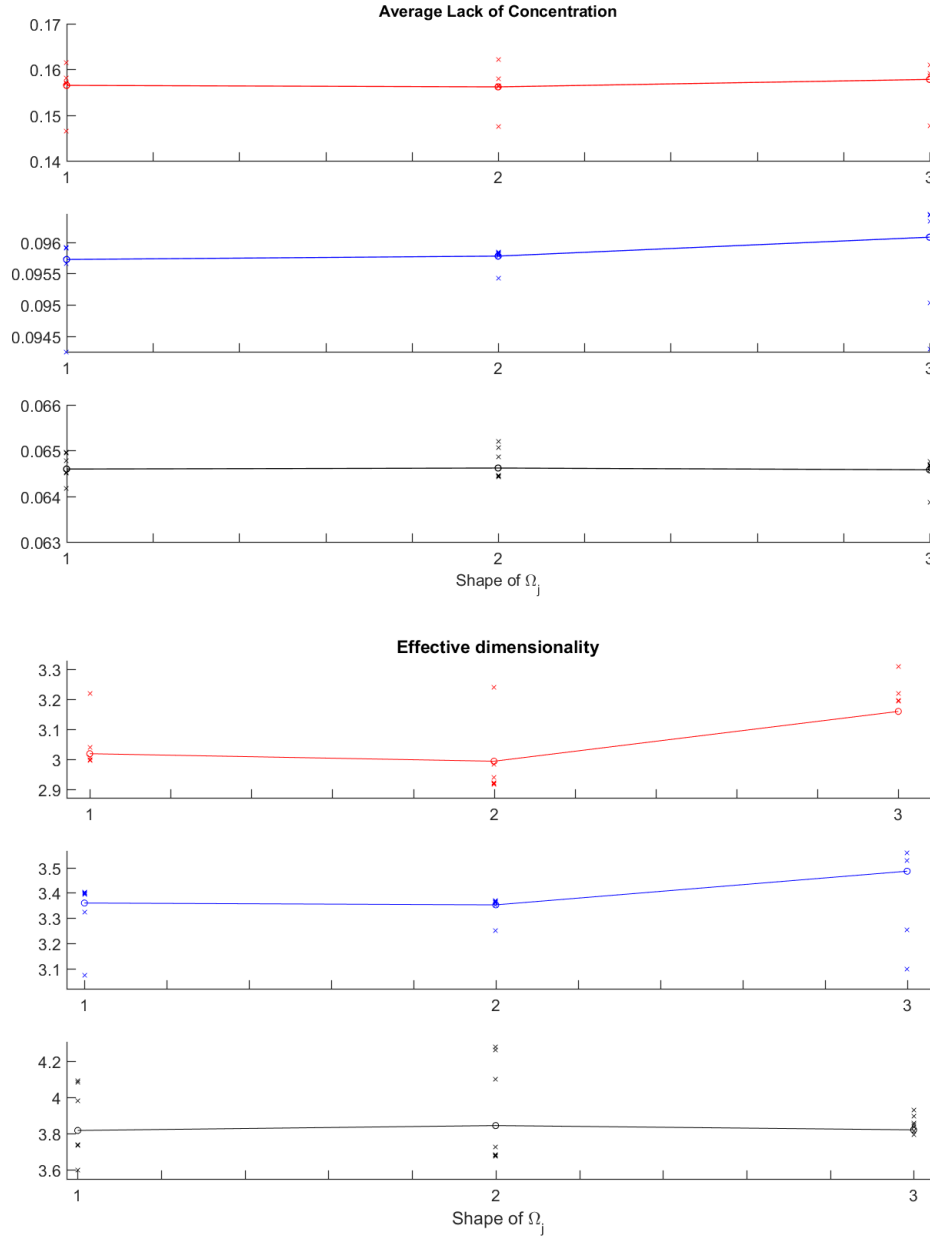 Average Lack of Concentration
0.17
0.16
0.15
0.14
1 2 3
0.096
0.0955
0.095
0.0945
1 2 3
0.066
0.065
0.064
0.063
1 2 3
Shape of Ωj
Effective dimensionality
3.3
3.2
3.1
3
2.9
1 2 3
3.5
3.4
3.3
3.2
3.1
1 2 3
4.2
4
3.8
3.6
1 2 3
Shape of Ωj